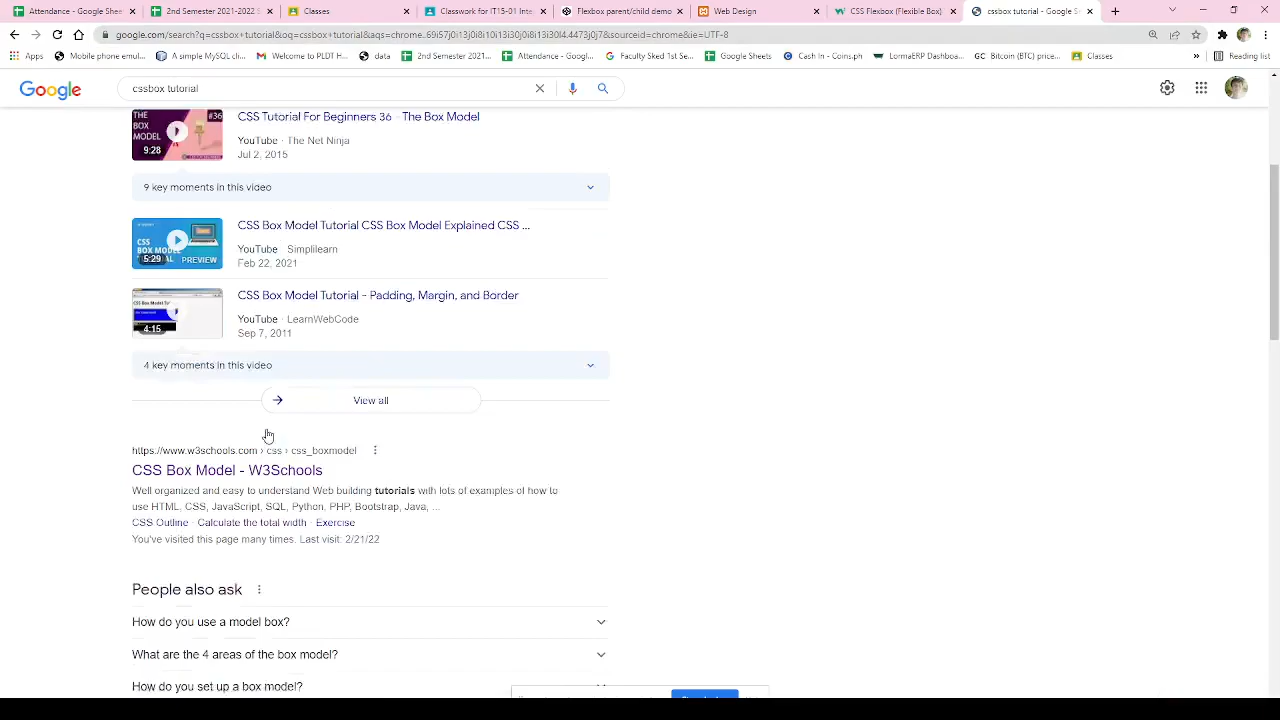 Attendance - Google She
2nd Semester 2021-2022 S
Classes
Classwork for IT15-01 Inte
Flexbox parent/child demo
Web Design
CSS Flexbox (Flexible Box)
cssbox tutorial - Google Se
google.com/search?q=cssbox+tutorial&oq=cssbox+tutorial&aqs=chrome..69i57j0i13j0i8i10i13i30j0i8i13i30l4.4473j0j7&sourceid=chrome&ie=UTF-8
Apps
Mobile phone emul...
A simple MySQL cli...
Welcome to PLDT H...
data
2nd Semester 2021...
Attendance - Googl...
Faculty Sked 1st Se...
Google Sheets
Cash In - Coins.ph
LormaERP Dashboa...
Bitcoin (BTC) price...
Classes
»
Reading list
Google
cssbox tutorial
THE BOX MODEL
#36
9:28
CSS Tutorial For Beginners 36 - The Box Model
YouTube · The Net Ninja
Jul 2, 2015
9 key moments in this video
CSS
5:29
PREVIEW
CSS Box Model Tutorial CSS Box Model Explained CSS ...
YouTube · Simplilearn
Feb 22, 2021
4:15
CSS Box Model Tutorial - Padding, Margin, and Border
YouTube · LearnWebCode
Sep 7, 2011
4 key moments in this video
View all
https://www.w3schools.com › css › css_boxmodel
CSS Box Model - W3Schools
Well organized and easy to understand Web building tutorials with lots of examples of how to
use HTML, CSS, JavaScript, SQL, Python, PHP, Bootstrap, Java, ...
CSS Outline · Calculate the total width · Exercise
You've visited this page many times. Last visit: 2/21/22
People also ask
How do you use a model box?
What are the 4 areas of the box model?
How do you set up a box model?